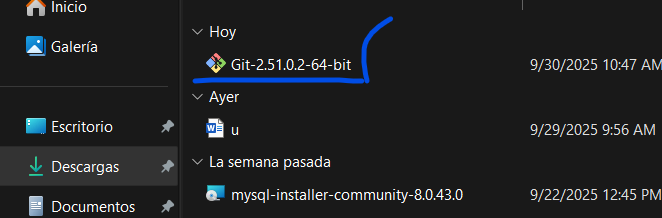 Inicio
Galería
Escritorio
Descargas
Documentos
Hoy
Git-2.51.0.2-64-bit 9/30/2025 10:47 AM
Ayer
u 9/29/2025 9:56 AM
La semana pasada
mysql-installer-community-8.0.43.0 9/22/2025 12:45 PM